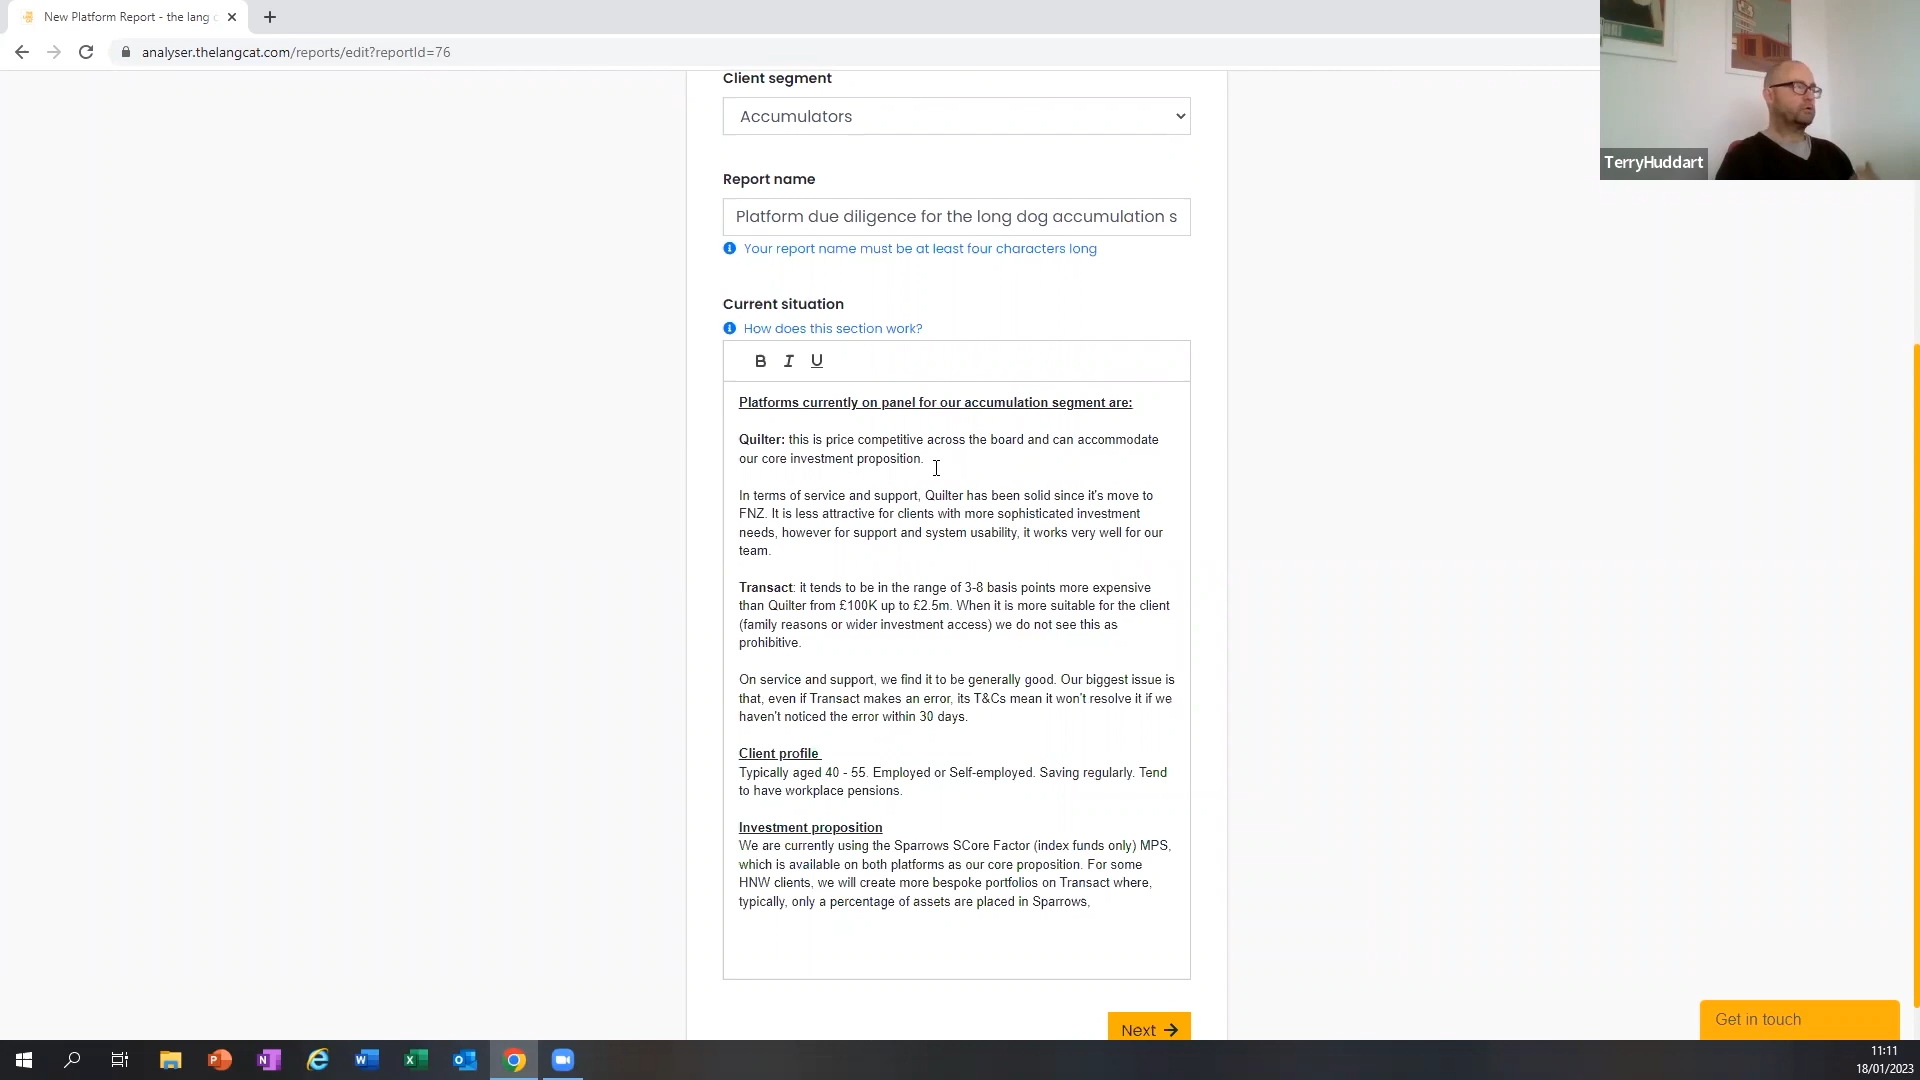 New Platform Report - the lang c
analyser.thelangcat.com/reports/edit?reportId=76
TerryHuddart
Client segment
Accumulators
Report name
Platform due diligence for the long dog accumulation s
Your report name must be at least four characters long
Current situation
How does this section work?
B I U
Platforms currently on panel for our accumulation segment are:
Quilter: this is price competitive across the board and can accommodate
our core investment proposition.
In terms of service and support, Quilter has been solid since it's move to
FNZ. It is less attractive for clients with more sophisticated investment
needs, however for support and system usability, it works very well for our
team.
Transact: it tends to be in the range of 3-8 basis points more expensive
than Quilter from £100K up to £2.5m. When it is more suitable for the client
(family reasons or wider investment access) we do not see this as
prohibitive.
On service and support, we find it to be generally good. Our biggest issue is
that, even if Transact makes an error, its T&Cs mean it won't resolve it if we
haven't noticed the error within 30 days.
Client profile
Typically aged 40 - 55. Employed or Self-employed. Saving regularly. Tend
to have workplace pensions.
Investment proposition
We are currently using the Sparrows SCore Factor (index funds only) MPS,
which is available on both platforms as our core proposition. For some
HNW clients, we will create more bespoke portfolios on Transact where,
typically, only a percentage of assets are placed in Sparrows,
Next
Get in touch
11:11
18/01/2023